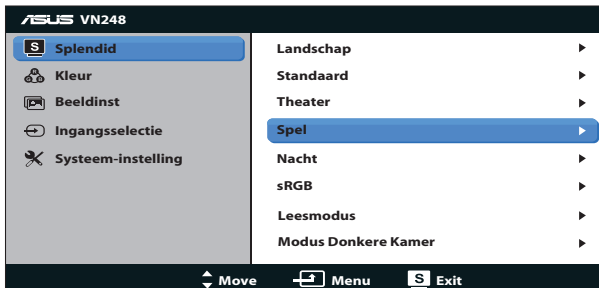 ASUS VN248
S Splendid
Kleur
Beeldinst
Ingangsselectie
Systeem-instelling
Landschap
Standaard
Theater
Spel
Nacht
sRGB
Leesmodus
Modus Donkere Kamer
Move Menu S Exit